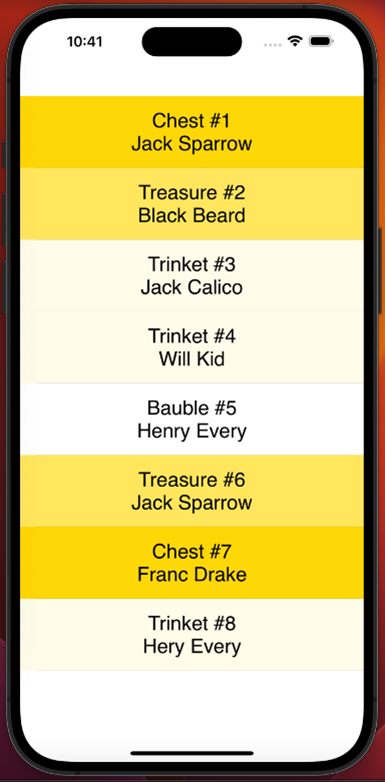 10:41
Chest #1
Jack Sparrow
Treasure #2
Black Beard
Trinket #3
Jack Calico
Trinket #4
Will Kid
Bauble #5
Henry Every
Treasure #6
Jack Sparrow
Chest #7
Franc Drake
Trinket #8
Hery Every